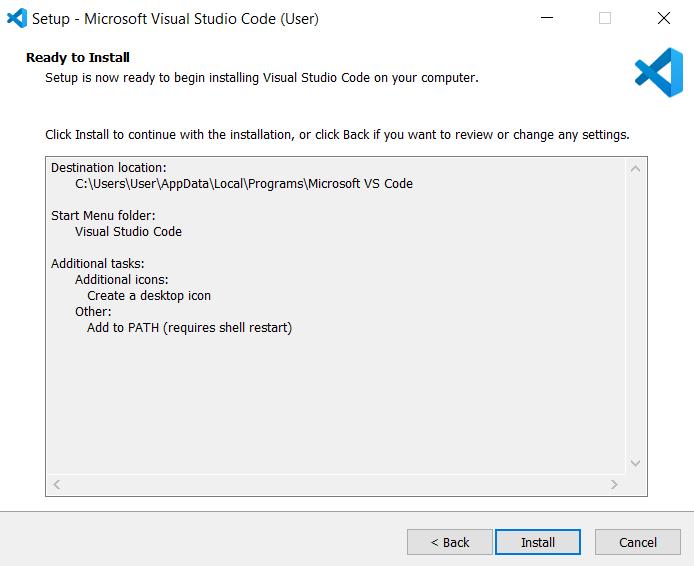 Setup - Microsoft Visual Studio Code (User)
Ready to Install
Setup is now ready to begin installing Visual Studio Code on your computer.
Click Install to continue with the installation, or click Back if you want to review or change any settings.
Destination location:
C:\Users\User\AppData\Local\Programs\Microsoft VS Code
Start Menu folder:
Visual Studio Code
Additional tasks:
Additional icons:
Create a desktop icon
Other:
Add to PATH (requires shell restart)
< Back
Install
Cancel